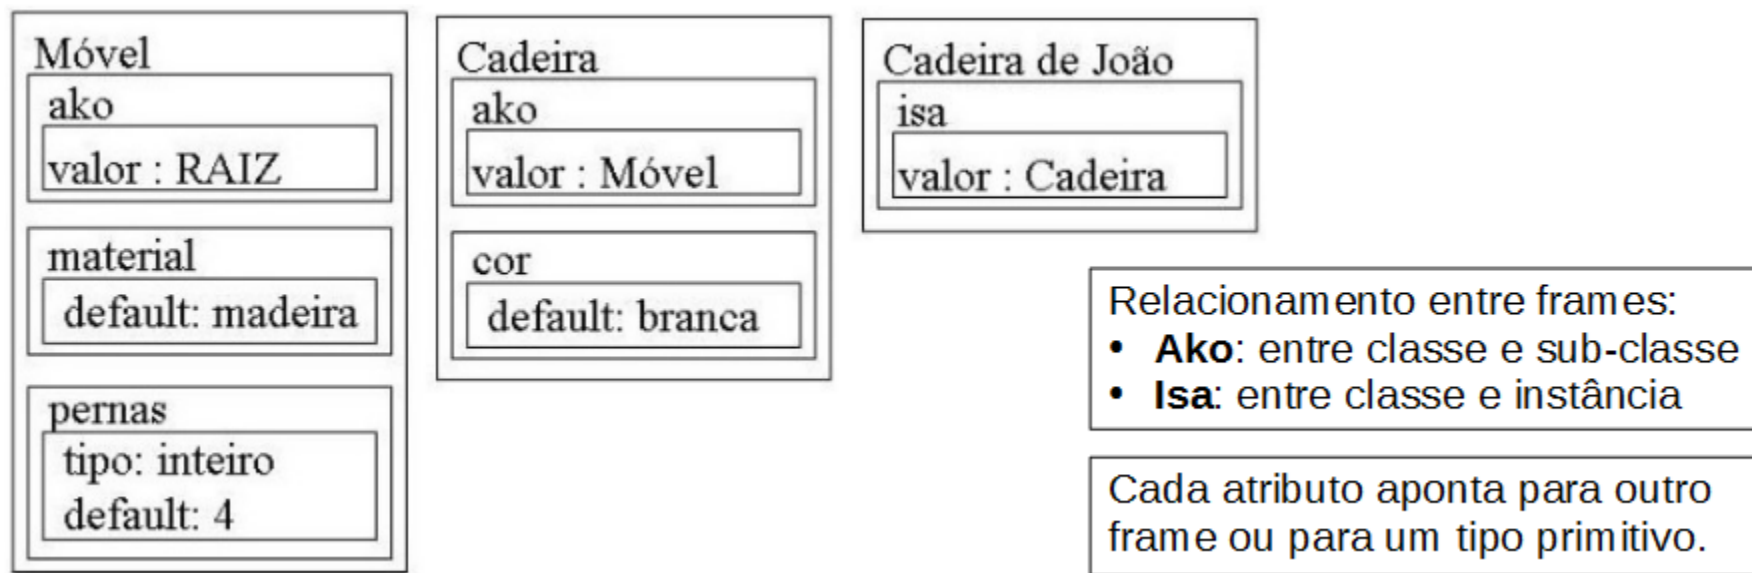 Móvel
ako
valor : RAIZ
material
default: madeira
pernas
tipo: inteiro
default: 4
Cadeira
ako
valor : Móvel
cor
default: branca
Cadeira de João
isa
valor : Cadeira
Relacionamento entre frames:
• Ako: entre classe e sub-classe
• Isa: entre classe e instância
Cada atributo aponta para outro
frame ou para um tipo primitivo.